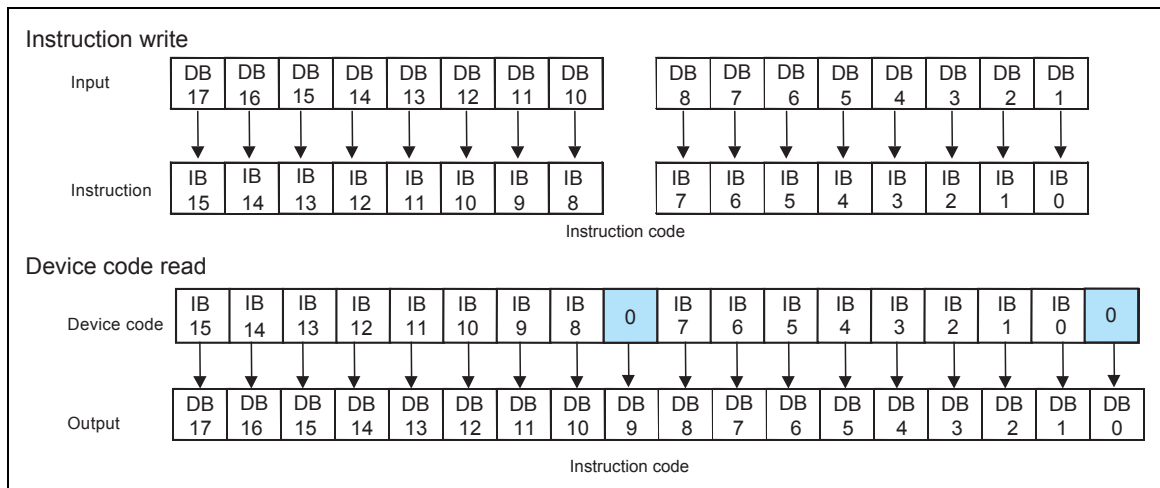 Instruction write
Input
DB 17 DB 16 DB 15 DB 14 DB 13 DB 12 DB 11 DB 10 DB 8 DB 7 DB 6 DB 5 DB 4 DB 3 DB 2 DB 1
Instruction
IB 15 IB 14 IB 13 IB 12 IB 11 IB 10 IB 9 IB 8 IB 7 IB 6 IB 5 IB 4 IB 3 IB 2 IB 1 IB 0
Instruction code
Device code read
Device code
IB 15 IB 14 IB 13 IB 12 IB 11 IB 10 IB 9 IB 8 0 IB 7 IB 6 IB 5 IB 4 IB 3 IB 2 IB 1 IB 0 0
Output
DB 17 DB 16 DB 15 DB 14 DB 13 DB 12 DB 11 DB 10 DB 9 DB 8 DB 7 DB 6 DB 5 DB 4 DB 3 DB 2 DB 1 DB 0
Instruction code